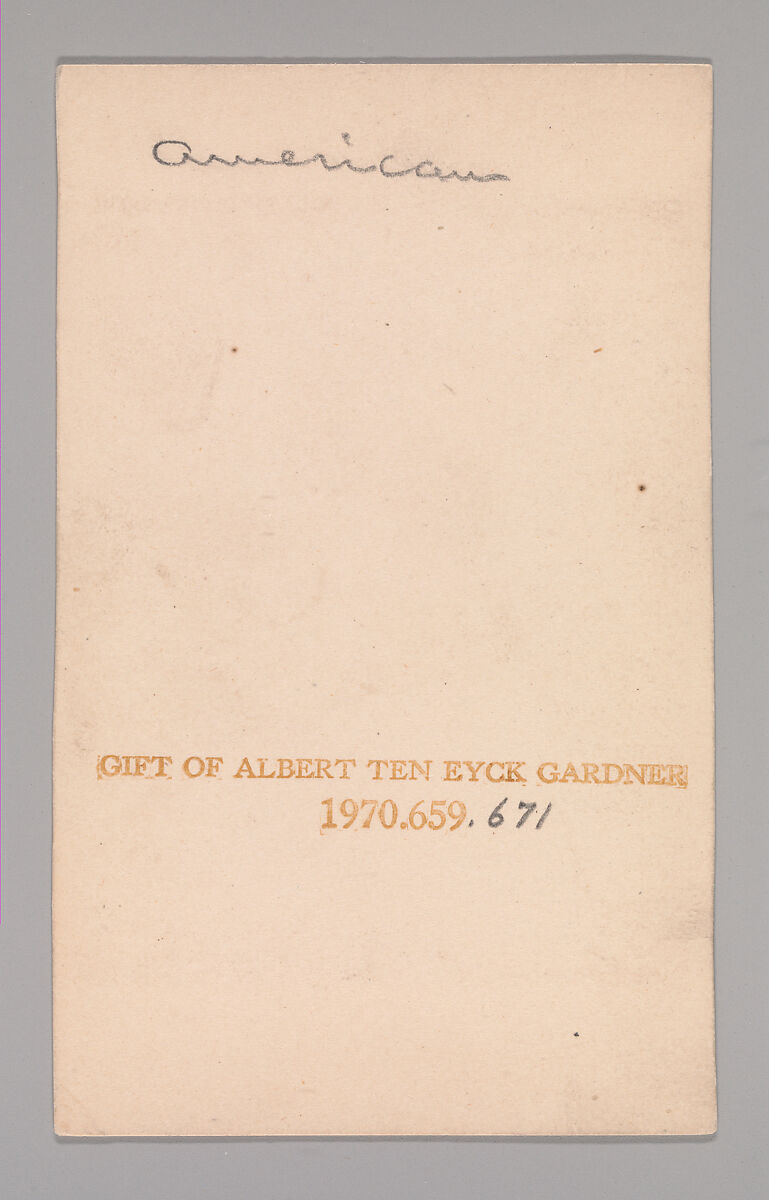 American
GIFT OF ALBERT TEN EYCK GARDNER
1970.659.671